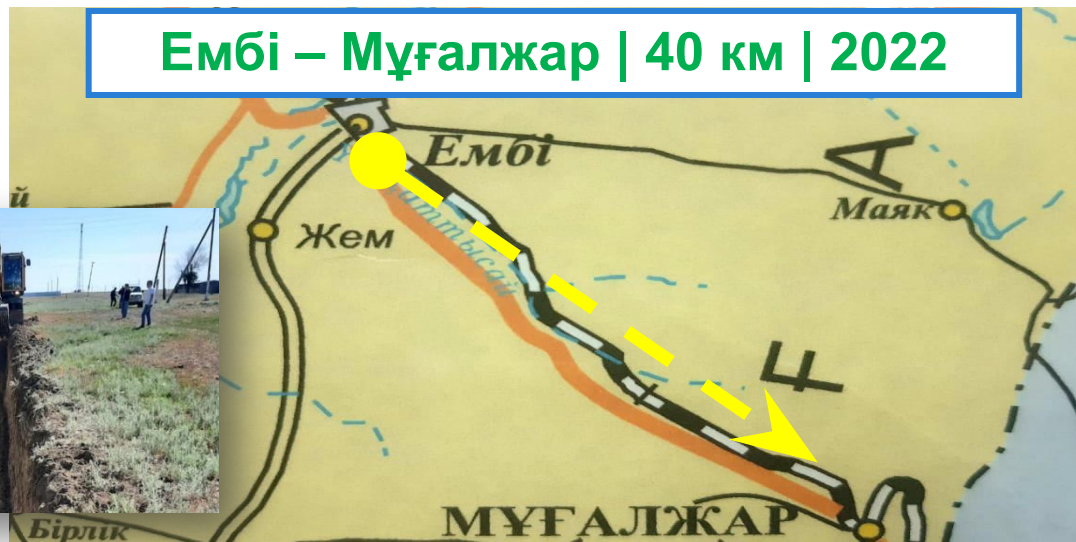 Ембі – Мұғалжар | 40 км | 2022
Ембі
А
Маяк
й
Жем
Ғ
МҰҒАЛЖАР
Бірлік